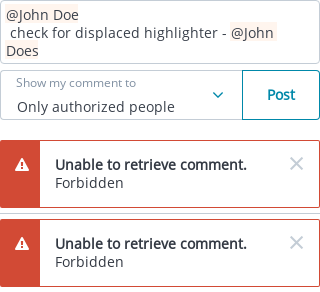 @John Doe
check for displaced highlighter - @John
Does
Show my comment to
Only authorized people
Post
Unable to retrieve comment.
Forbidden
Unable to retrieve comment.
Forbidden